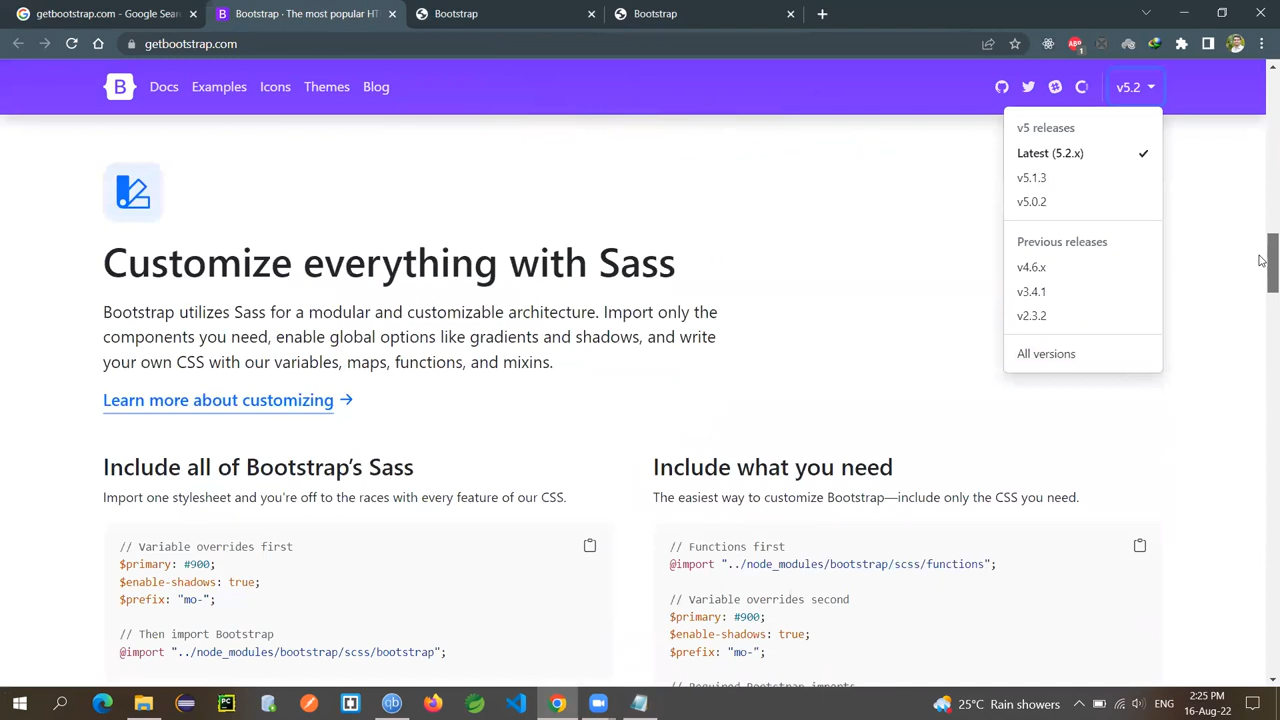 getbootstrap.com - Google Sear
Bootstrap · The most popular HT
Bootstrap
Bootstrap
getbootstrap.com
B
Docs
Examples
Icons
Themes
Blog
v5.2
v5 releases
Latest (5.2.x)
v5.1.3
v5.0.2
Previous releases
v4.6.x
v3.4.1
v2.3.2
All versions
Customize everything with Sass
Bootstrap utilizes Sass for a modular and customizable architecture. Import only the
components you need, enable global options like gradients and shadows, and write
your own CSS with our variables, maps, functions, and mixins.
Learn more about customizing →
Include all of Bootstrap's Sass
Import one stylesheet and you're off to the races with every feature of our CSS.
// Variable overrides first
$primary: #900;
$enable-shadows: true;
$prefix: "mo-";
// Then import Bootstrap
@import "../node_modules/bootstrap/scss/bootstrap";
Include what you need
The easiest way to customize Bootstrap—include only the CSS you need.
// Functions first
@import "../node_modules/bootstrap/scss/functions";
// Variable overrides second
$primary: #900;
$enable-shadows: true;
$prefix: "mo-";
// Required Bootstrap imports
25°C Rain showers
ENG
2:25 PM
16-Aug-22